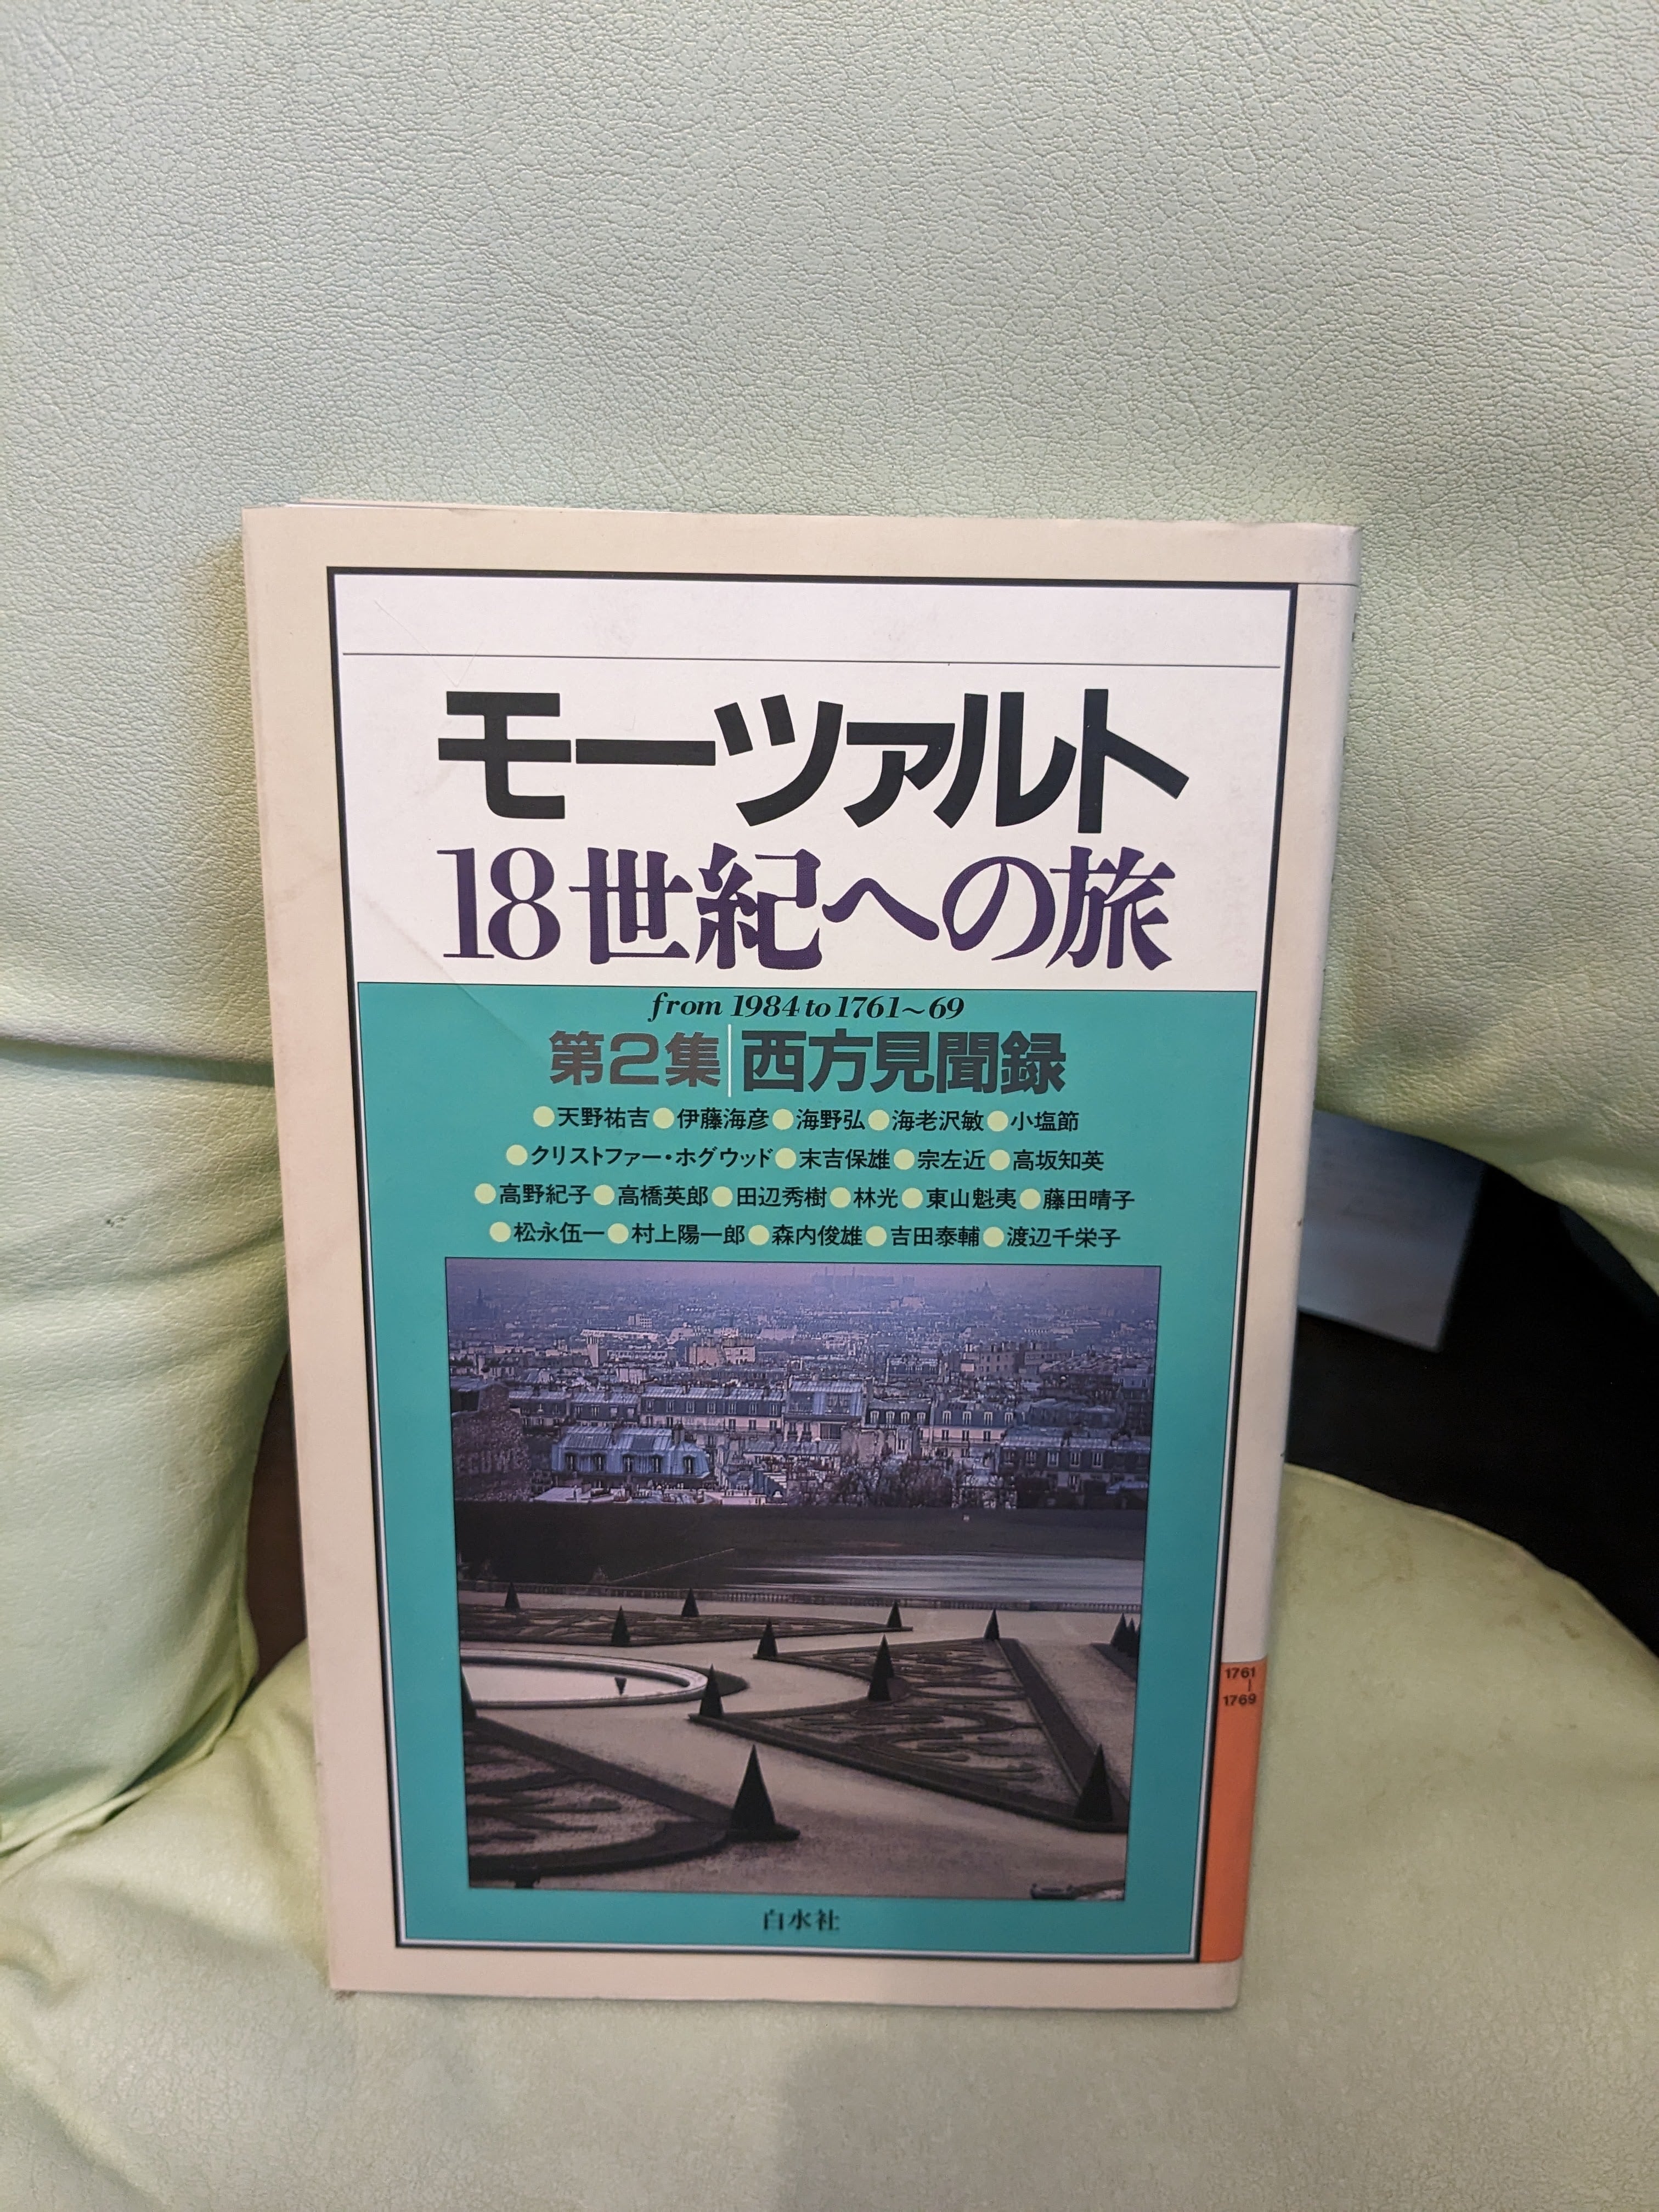 モーツァルト
18世紀への旅
from 1984 to 1761〜69
第2集 西方見聞録
●天野祐吉●伊藤海彦●海野弘●海老沢敏●小塩節
●クリストファー・ホグウッド●末吉保雄●宗左近●高坂知英
●高野紀子●高橋英郎●田辺秀樹●林光●東山魁夷●藤田晴子
●松永伍一●村上陽一郎●森内俊雄●吉田泰輔●渡辺千栄子
白水社
1761
|
1769